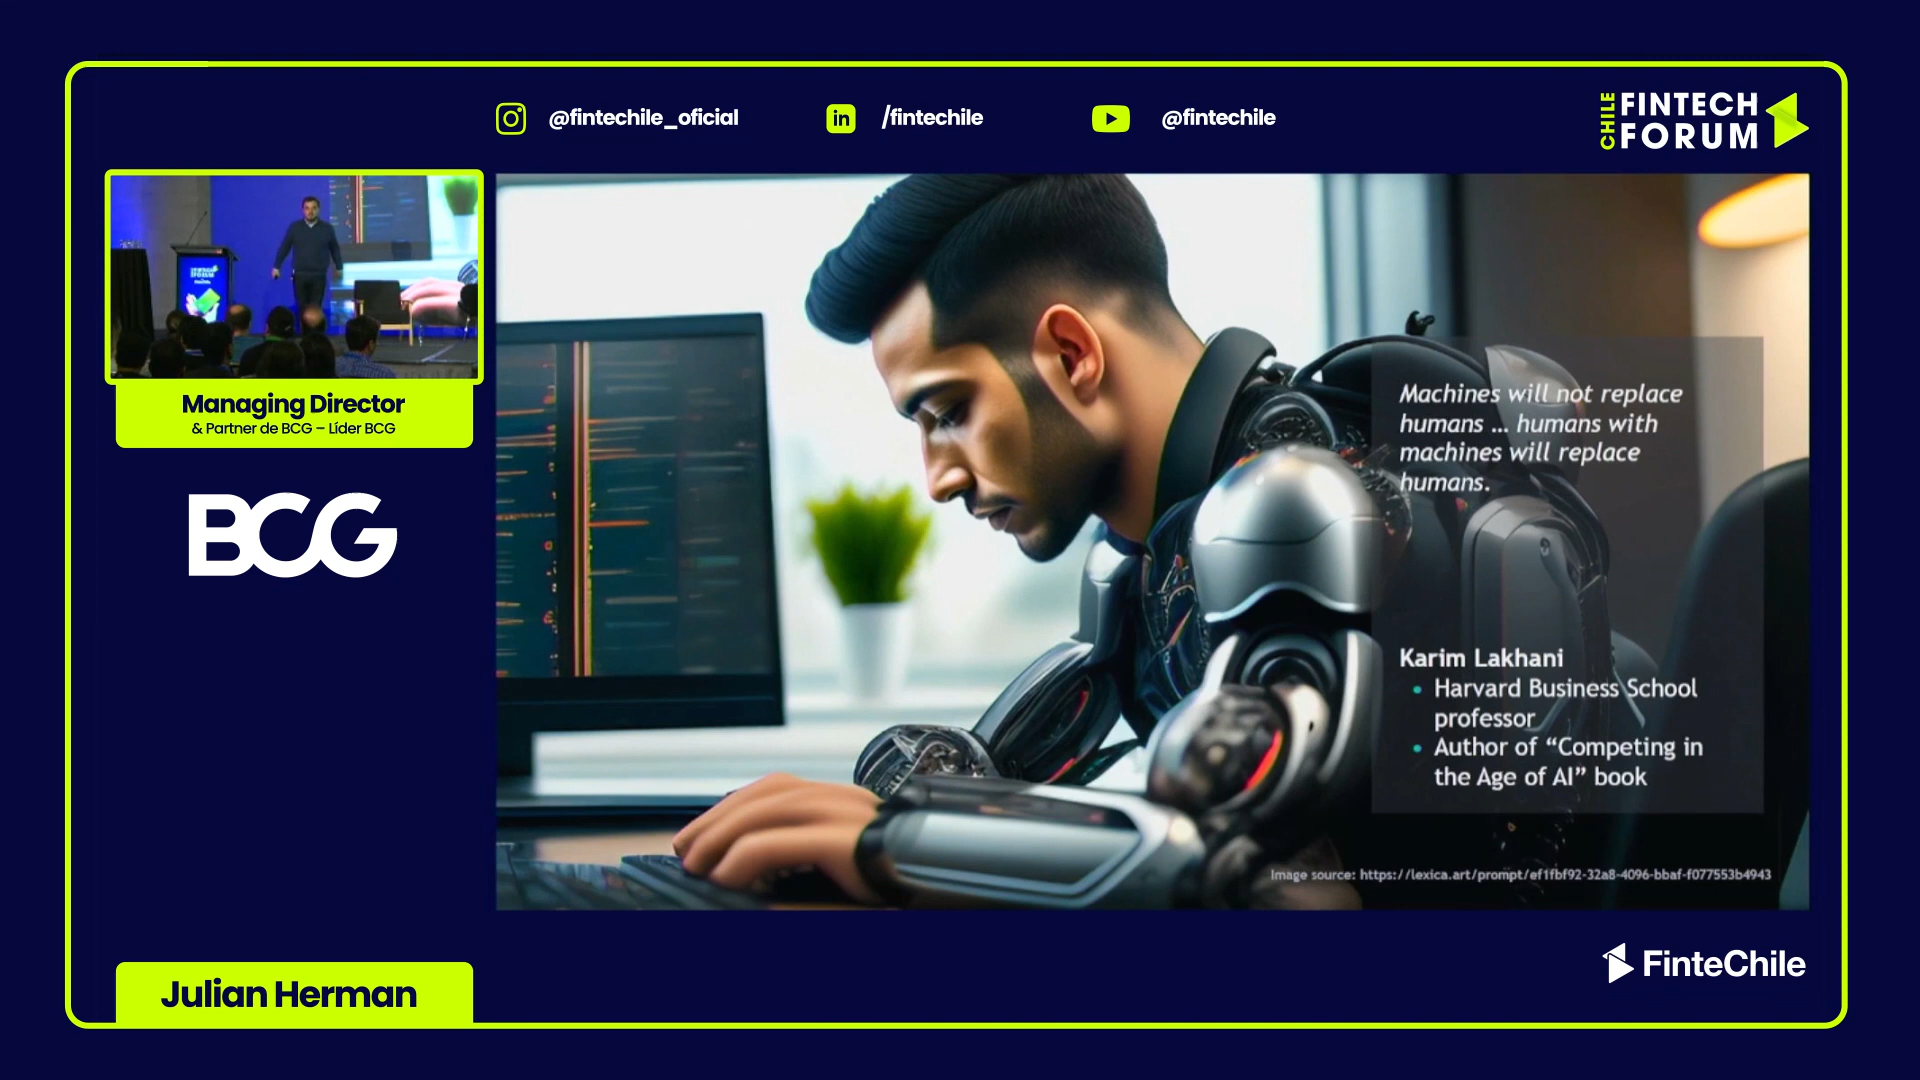 @fintechile_oficial
/fintechile
@fintechile
CHILE
FINTECH
FORUM
Managing Director
& Partner de BCG – Líder BCG
BCG
Machines will not replace
humans ... humans with
machines will replace
humans.
Karim Lakhani
• Harvard Business School
professor
• Author of “Competing in
the Age of AI” book
Image source: https://lexica.art/prompt/ef1fbf92-32a8-4096-bbaf-f077553b4943
FinteChile
Julian Herman